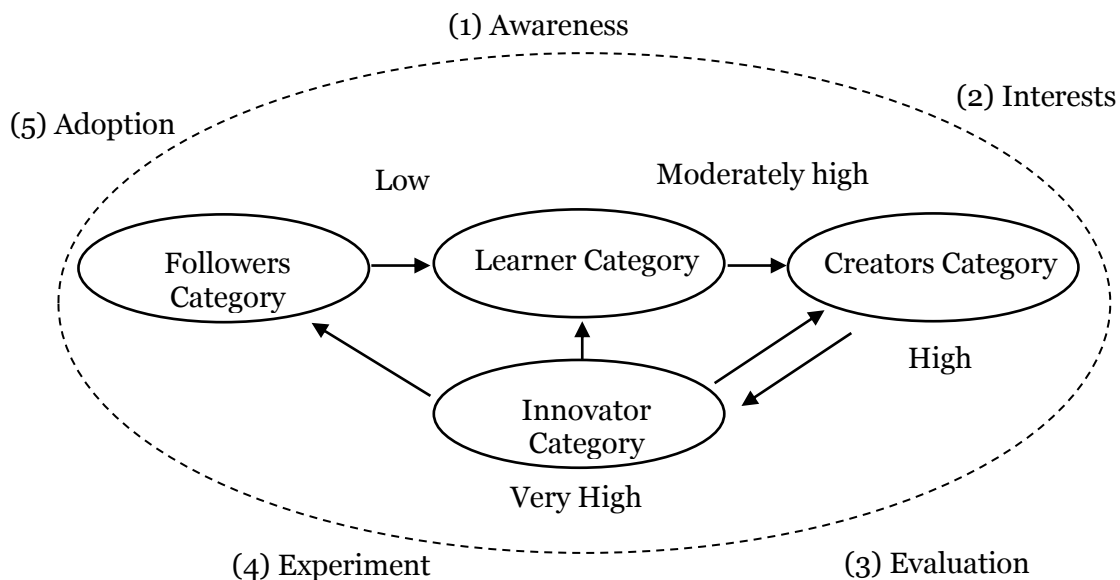 (1) Awareness
(2) Interests
(5) Adoption
Low
Moderately high
Followers
Category
Learner Category
Creators Category
High
Innovator
Category
Very High
(4) Experiment
(3) Evaluation